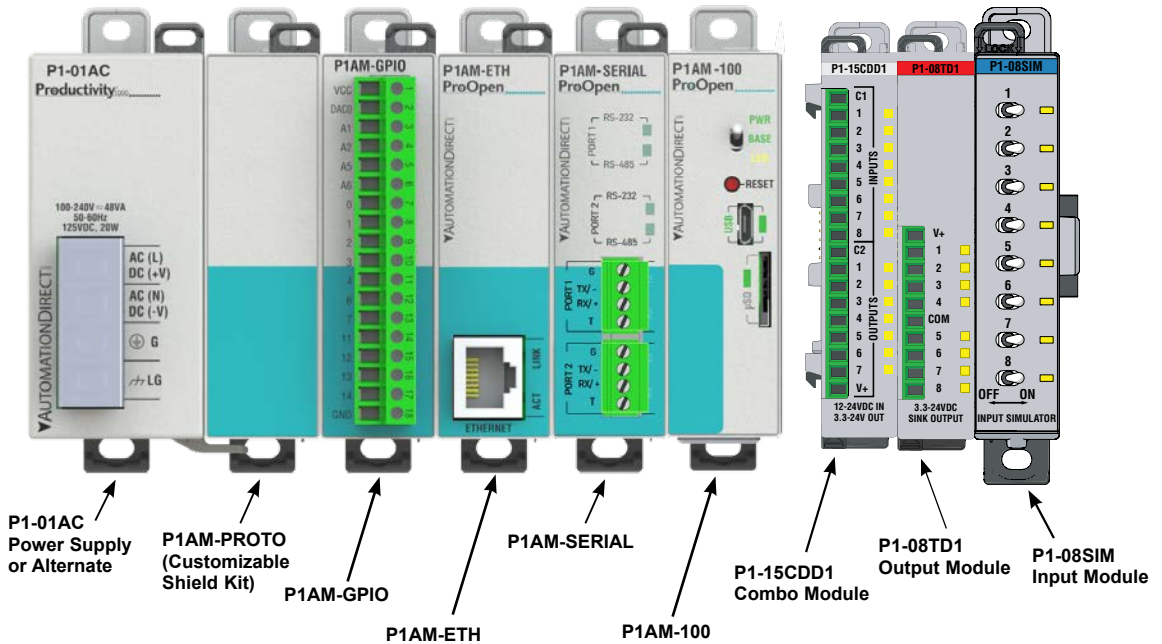 P1-01AC
Productivity1000
100-240V ≂ 48VA
50-60Hz
125VDC, 20W
AC (L)
DC (+V)
AC (N)
DC (-V)
G
LG
AUTOMATIONDIRECT
P1AM-GPIO
VCC 1
DAC0 2
A1 3
A2 4
A5 5
A6 6
0 7
1 8
2 9
3 10
4 11
6 12
7 13
11 14
12 15
13 16
14 17
GND 18
P1AM-ETH
ProOpen
AUTOMATIONDIRECT
LINK
ACT
ETHERNET
P1AM-SERIAL
ProOpen
RS-232
PORT 1
RS-485
RS-232
PORT 2
RS-485
AUTOMATIONDIRECT
PORT 1
G
TX/ -
RX/ +
T
PORT 2
G
TX/ -
RX/ +
T
P1AM-100
ProOpen
PWR
BASE
LED
RESET
USB
µSD
AUTOMATIONDIRECT
P1-15CDD1
C1
1
2
3
4
5
6
7
8
INPUTS
C2
1
2
3
4
5
6
7
V+
OUTPUTS
12-24VDC IN
3.3-24V OUT
P1-08TD1
V+
1
2
3
4
COM
5
6
7
8
3.3-24VDC
SINK OUTPUT
LOCK
P1-08SIM
1
2
3
4
5
6
7
8
OFF ON
INPUT SIMULATOR
P1-01AC
Power Supply
or Alternate
P1AM-PROTO
(Customizable
Shield Kit)
P1AM-GPIO
P1AM-ETH
P1AM-SERIAL
P1AM-100
P1-15CDD1
Combo Module
P1-08TD1
Output Module
P1-08SIM
Input Module